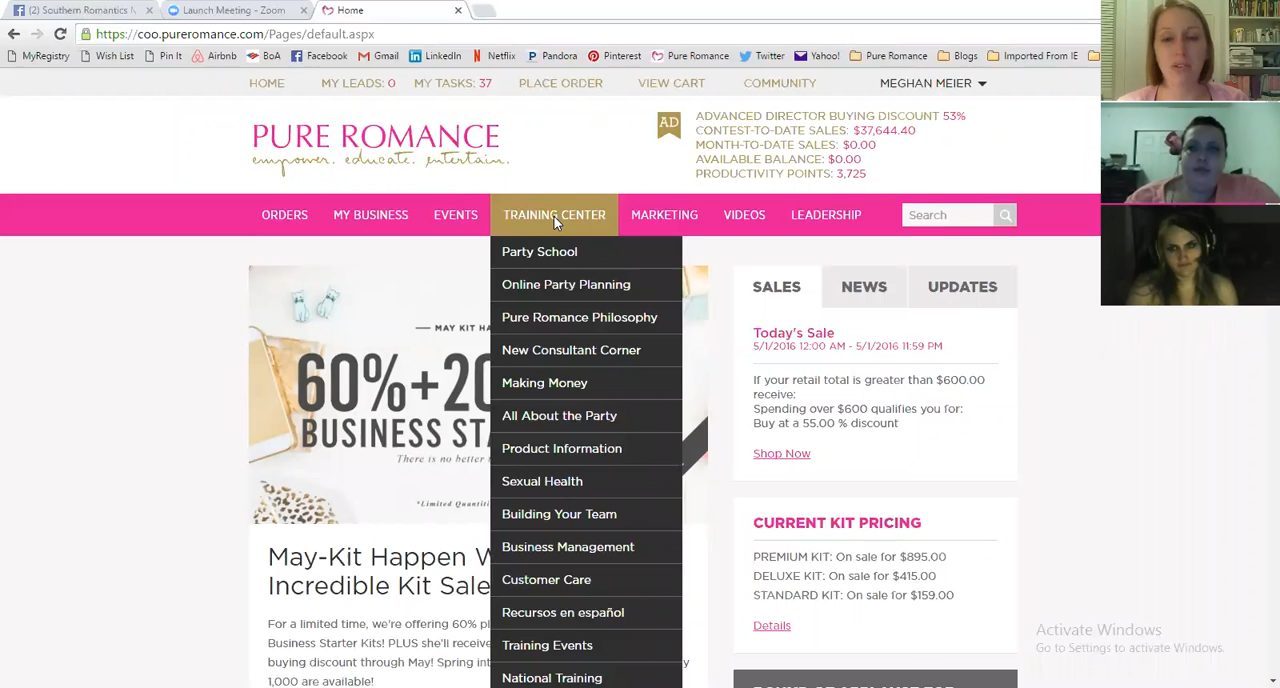 (2) Southern Romantics
Launch Meeting - Zoom
Home
https://coo.pureromance.com/Pages/default.aspx
MyRegistry
Wish List
Pin It
Airbnb
BoA
Facebook
Gmail
LinkedIn
Netflix
Pandora
Pinterest
Pure Romance
Twitter
Yahoo!
Pure Romance
Blogs
Imported From IE
HOME
MY LEADS: 0
MY TASKS: 37
PLACE ORDER
VIEW CART
COMMUNITY
MEGHAN MEIER
PURE ROMANCE
empower. educate. entertain.
AD
ADVANCED DIRECTOR BUYING DISCOUNT 53%
CONTEST-TO-DATE SALES: $37,644.40
MONTH-TO-DATE SALES: $0.00
AVAILABLE BALANCE: $0.00
PRODUCTIVITY POINTS: 3,725
ORDERS
MY BUSINESS
EVENTS
TRAINING CENTER
MARKETING
VIDEOS
LEADERSHIP
Search
Party School
Online Party Planning
Pure Romance Philosophy
New Consultant Corner
Making Money
All About the Party
Product Information
Sexual Health
Building Your Team
Business Management
Customer Care
Recursos en español
Training Events
National Training
— MAY KIT HA
60%+20
BUSINESS STA
There is no better
*Limited Quantiti
May-Kit Happen W
Incredible Kit Sale
For a limited time, we're offering 60% pl
Business Starter Kits! PLUS she'll receive
buying discount through May! Spring int
1,000 are available!
y
SALES
NEWS
UPDATES
Today's Sale
5/1/2016 12:00 AM - 5/1/2016 11:59 PM
If your retail total is greater than $600.00
receive:
Spending over $600 qualifies you for:
Buy at a 55.00 % discount
Shop Now
CURRENT KIT PRICING
PREMIUM KIT: On sale for $895.00
DELUXE KIT: On sale for $415.00
STANDARD KIT: On sale for $159.00
Details
Activate Windows
Go to Settings to activate Windows.